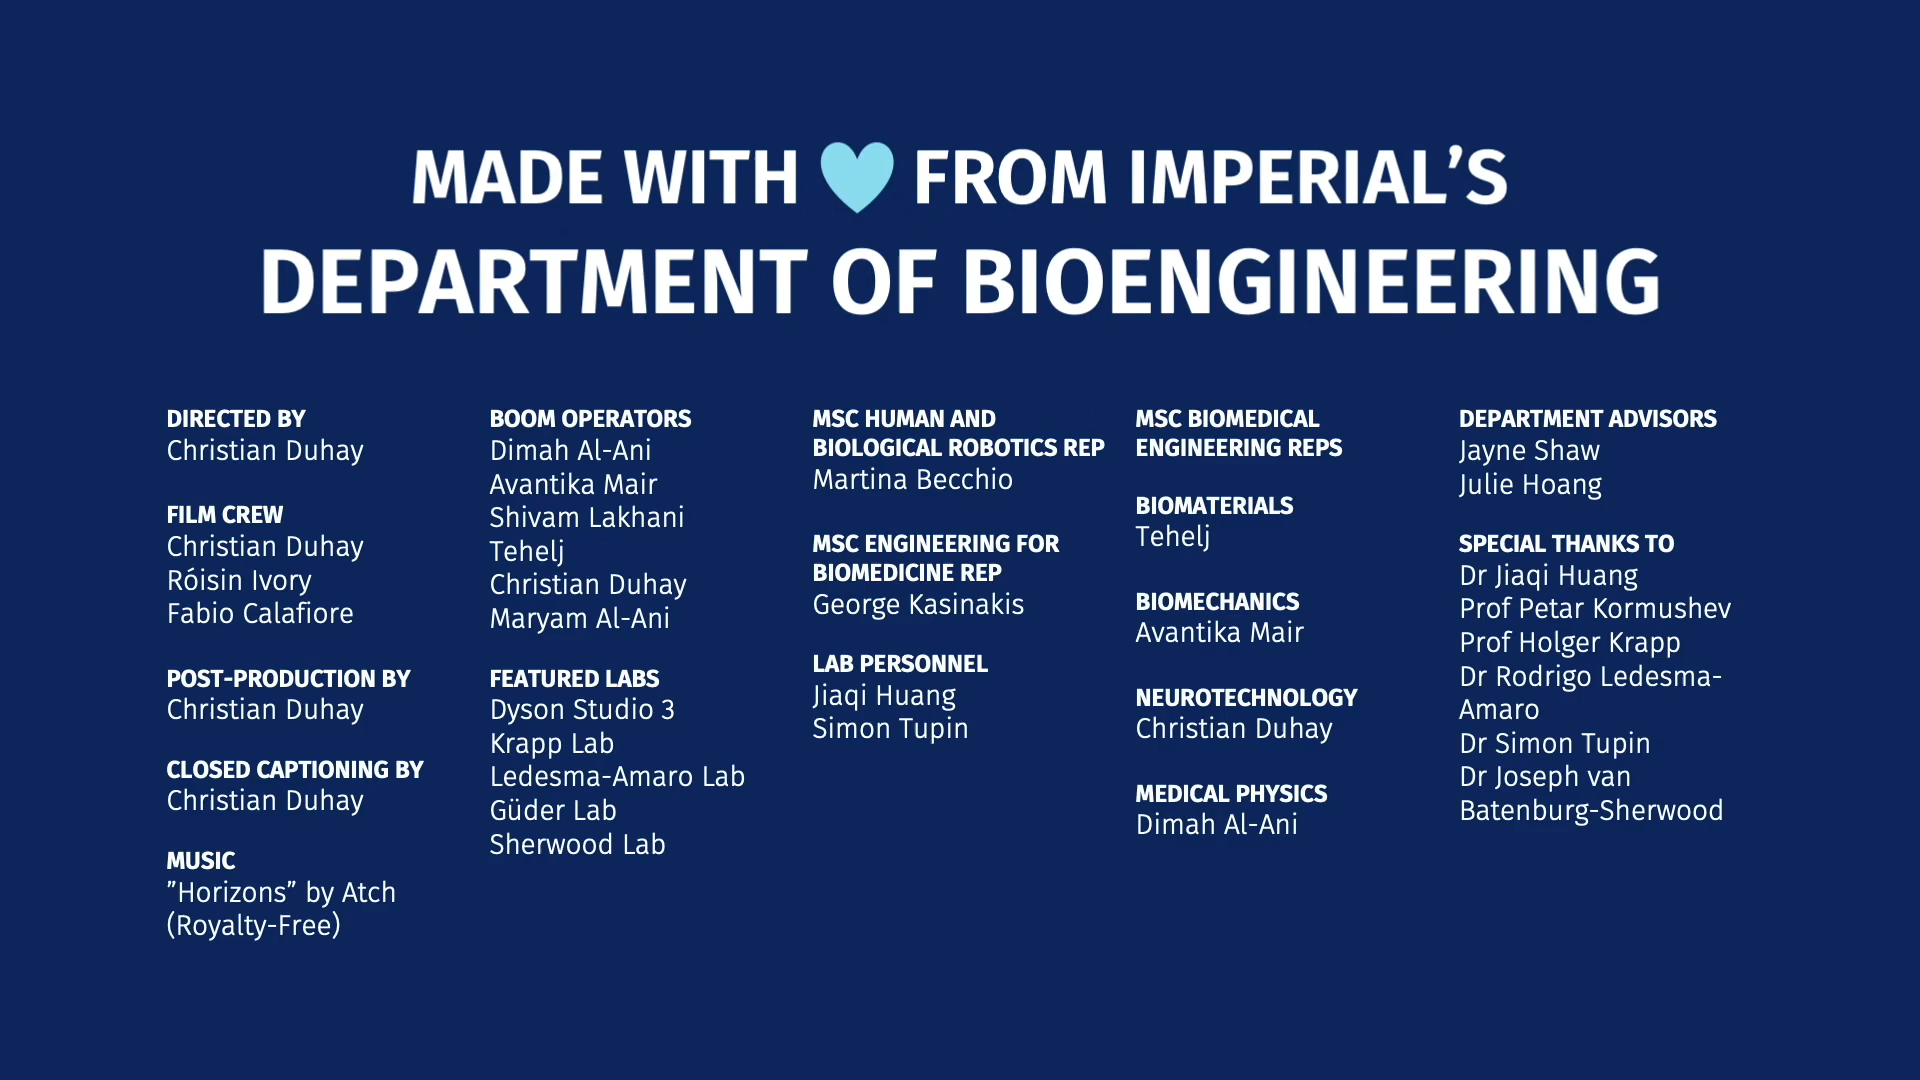 MADE WITH FROM IMPERIAL’S
DEPARTMENT OF BIOENGINEERING
DIRECTED BY
Christian Duhay
FILM CREW
Christian Duhay
Róisin Ivory
Fabio Calafiore
POST-PRODUCTION BY
Christian Duhay
CLOSED CAPTIONING BY
Christian Duhay
MUSIC
”Horizons” by Atch
(Royalty-Free)
BOOM OPERATORS
Dimah Al-Ani
Avantika Mair
Shivam Lakhani
Tehelj
Christian Duhay
Maryam Al-Ani
FEATURED LABS
Dyson Studio 3
Krapp Lab
Ledesma-Amaro Lab
Güder Lab
Sherwood Lab
MSC HUMAN AND
BIOLOGICAL ROBOTICS REP
Martina Becchio
MSC ENGINEERING FOR
BIOMEDICINE REP
George Kasinakis
LAB PERSONNEL
Jiaqi Huang
Simon Tupin
MSC BIOMEDICAL
ENGINEERING REPS
BIOMATERIALS
Tehelj
BIOMECHANICS
Avantika Mair
NEUROTECHNOLOGY
Christian Duhay
MEDICAL PHYSICS
Dimah Al-Ani
DEPARTMENT ADVISORS
Jayne Shaw
Julie Hoang
SPECIAL THANKS TO
Dr Jiaqi Huang
Prof Petar Kormushev
Prof Holger Krapp
Dr Rodrigo Ledesma-
Amaro
Dr Simon Tupin
Dr Joseph van
Batenburg-Sherwood